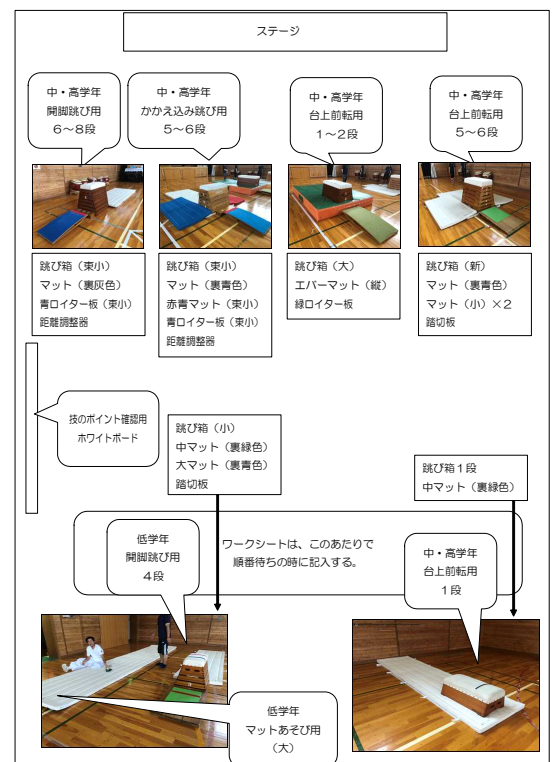 ステージ
中・高学年
開脚跳び用
6～8段
中・高学年
かかえ込み跳び用
5～6段
中・高学年
台上前転用
1～2段
中・高学年
台上前転用
5～6段
跳び箱（東小）
マット（裏灰色）
青ロイター板（東小）
距離調整器
跳び箱（東小）
マット（裏青色）
赤青マット（東小）
青ロイター板（東小）
距離調整器
跳び箱（大）
エバーマット（縦）
緑ロイター板
跳び箱（新）
マット（裏青色）
マット（小）×2
踏切板
技のポイント確認用
ホワイトボード
跳び箱（小）
中マット（裏緑色）
大マット（裏青色）
踏切板
跳び箱1段
中マット（裏緑色）
ワークシートは、このあたりで
順番待ちの時に記入する。
低学年
開脚跳び用
4段
中・高学年
台上前転用
1段
低学年
マットあそび用
（大）